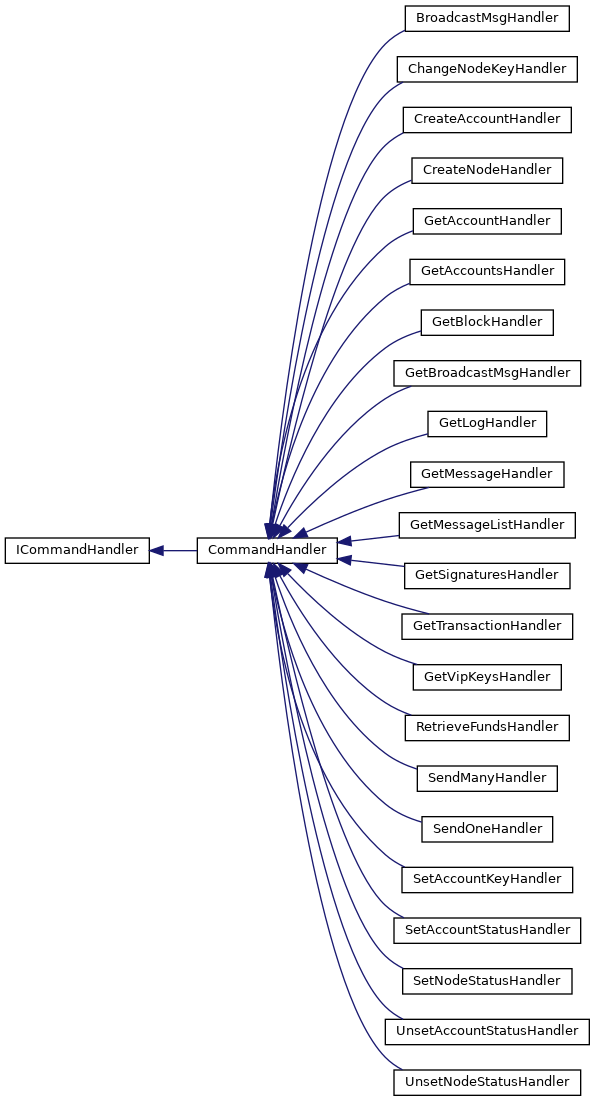 BroadcastMsgHandler
ChangeNodeKeyHandler
CreateAccountHandler
CreateNodeHandler
GetAccountHandler
GetAccountsHandler
GetBlockHandler
GetBroadcastMsgHandler
GetLogHandler
GetMessageHandler
GetMessageListHandler
ICommandHandler
CommandHandler
GetSignaturesHandler
GetTransactionHandler
GetVipKeysHandler
RetrieveFundsHandler
SendManyHandler
SendOneHandler
SetAccountKeyHandler
SetAccountStatusHandler
SetNodeStatusHandler
UnsetAccountStatusHandler
UnsetNodeStatusHandler